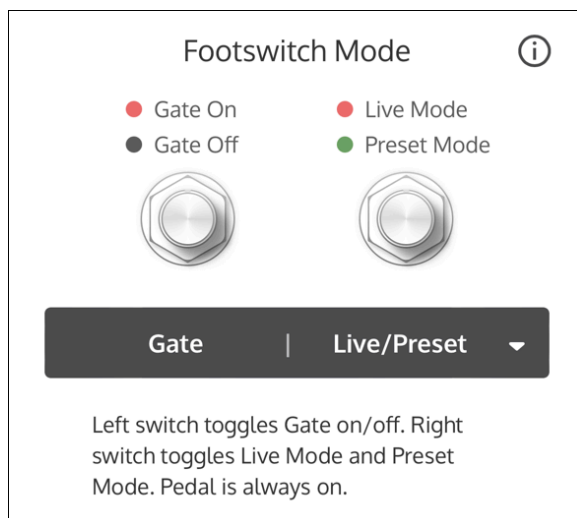 Footswitch Mode
Gate On
Live Mode
Gate Off
Preset Mode
Gate | Live/Preset
Left switch toggles Gate on/off. Right
switch toggles Live Mode and Preset
Mode. Pedal is always on.